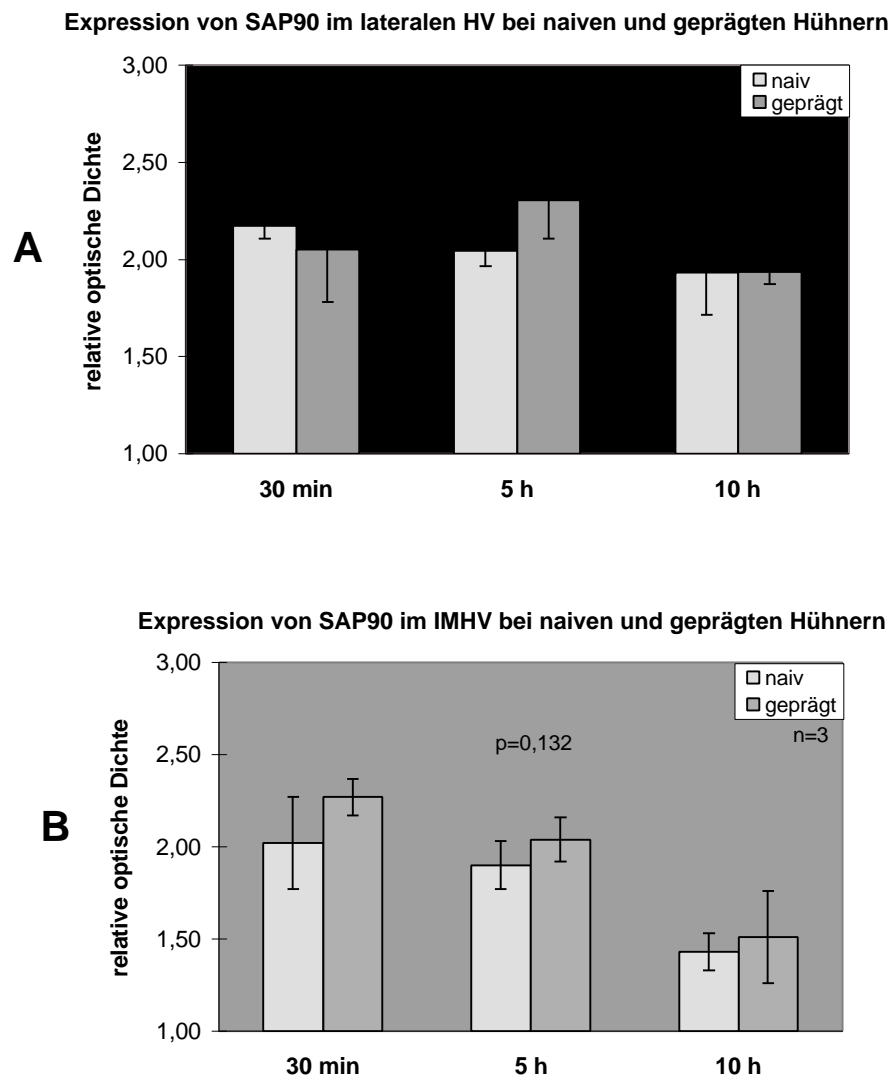 Expression von SAP90 im lateralen HV bei naiven und geprägten Hühnern
A
relative optische Dichte
3,00
2,50
2,00
1,50
1,00
naiv
geprägt
30 min
5 h
10 h
Expression von SAP90 im IMHV bei naiven und geprägten Hühnern
B
relative optische Dichte
3,00
2,50
2,00
1,50
1,00
naiv
geprägt
p=0,132
n=3
30 min
5 h
10 h